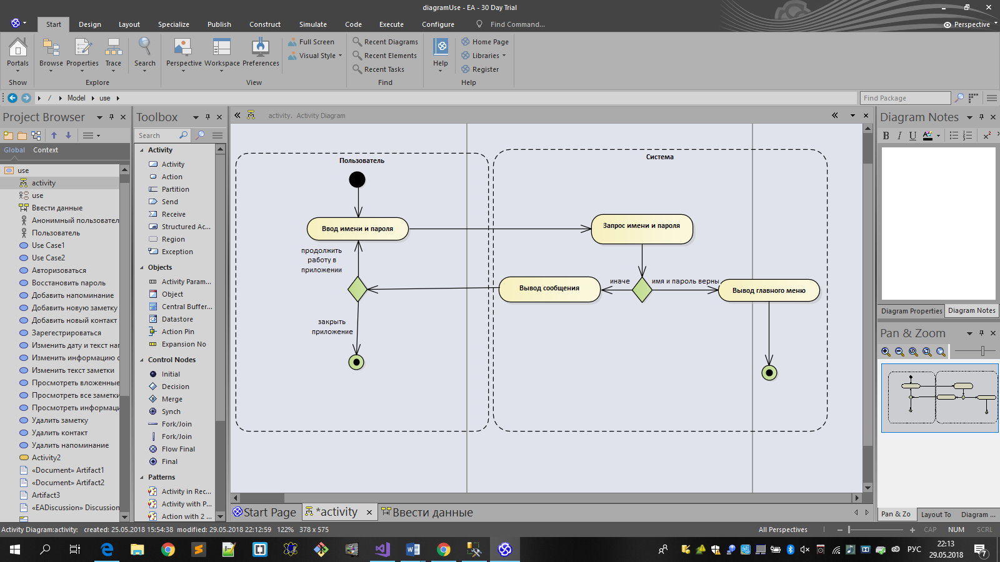 diagramUse - EA - 30 Day Trial
Start Design Layout Specialize Publish Construct Simulate Code Execute Configure Find Command... Perspective
Portals Browse Properties Trace Search Perspective Workspace Preferences Full Screen Visual Style Recent Diagrams Recent Elements Recent Tasks Help Home Page Libraries Register
Show Explore View Find Help
/ Model use
Find Package
Project Browser
Global Context
use
activity
use
Ввести данные
Анонимный пользовател
Пользователь
Use Case1
Use Case2
Авторизоваться
Восстановить пароль
Добавить напоминание
Добавить новую заметку
Добавить новый контакт
Зарегестрироваться
Изменить дату и текст наг
Изменить информацию о
Изменить текст заметки
Просмотреть вложенные
Просмотреть все заметки
Просмотреть информаци
Удалить заметку
Удалить контакт
Удалить напоминание
Activity2
«Document» Artifact1
«Document» Artifact2
Artifact3
«EADiscussion» Discussion
Toolbox
Search
Activity
Activity
Action
Partition
Send
Receive
Structured Ac...
Region
Exception
Objects
Activity Param...
Object
Central Buffer...
Datastore
Action Pin
Expansion No
Control Nodes
Initial
Decision
Merge
Synch
Fork/Join
Fork/Join
Flow Final
Final
Patterns
Activity in Rec...
Activity with P...
Action with 2 ...
activity. Activity Diagram
Пользователь
Система
Ввод имени и пароля
Запрос имени и пароля
продолжить
работу в
приложении
Вывод сообщения
иначе
имя и пароль верны
Вывод главного меню
закрыть
приложение
Start Page *activity Ввести данные
Diagram Notes
B I U A x²
Diagram Properties Diagram Notes
Pan & Zoom
Pan & Zo Layout To Diagram ...
Activity Diagram:activity: created: 25.05.2018 15:54:38 modified: 29.05.2018 22:12:59 122% 378 x 575 All Perspectives CAP NUM SCRL
РУС
22:13
29.05.2018
7